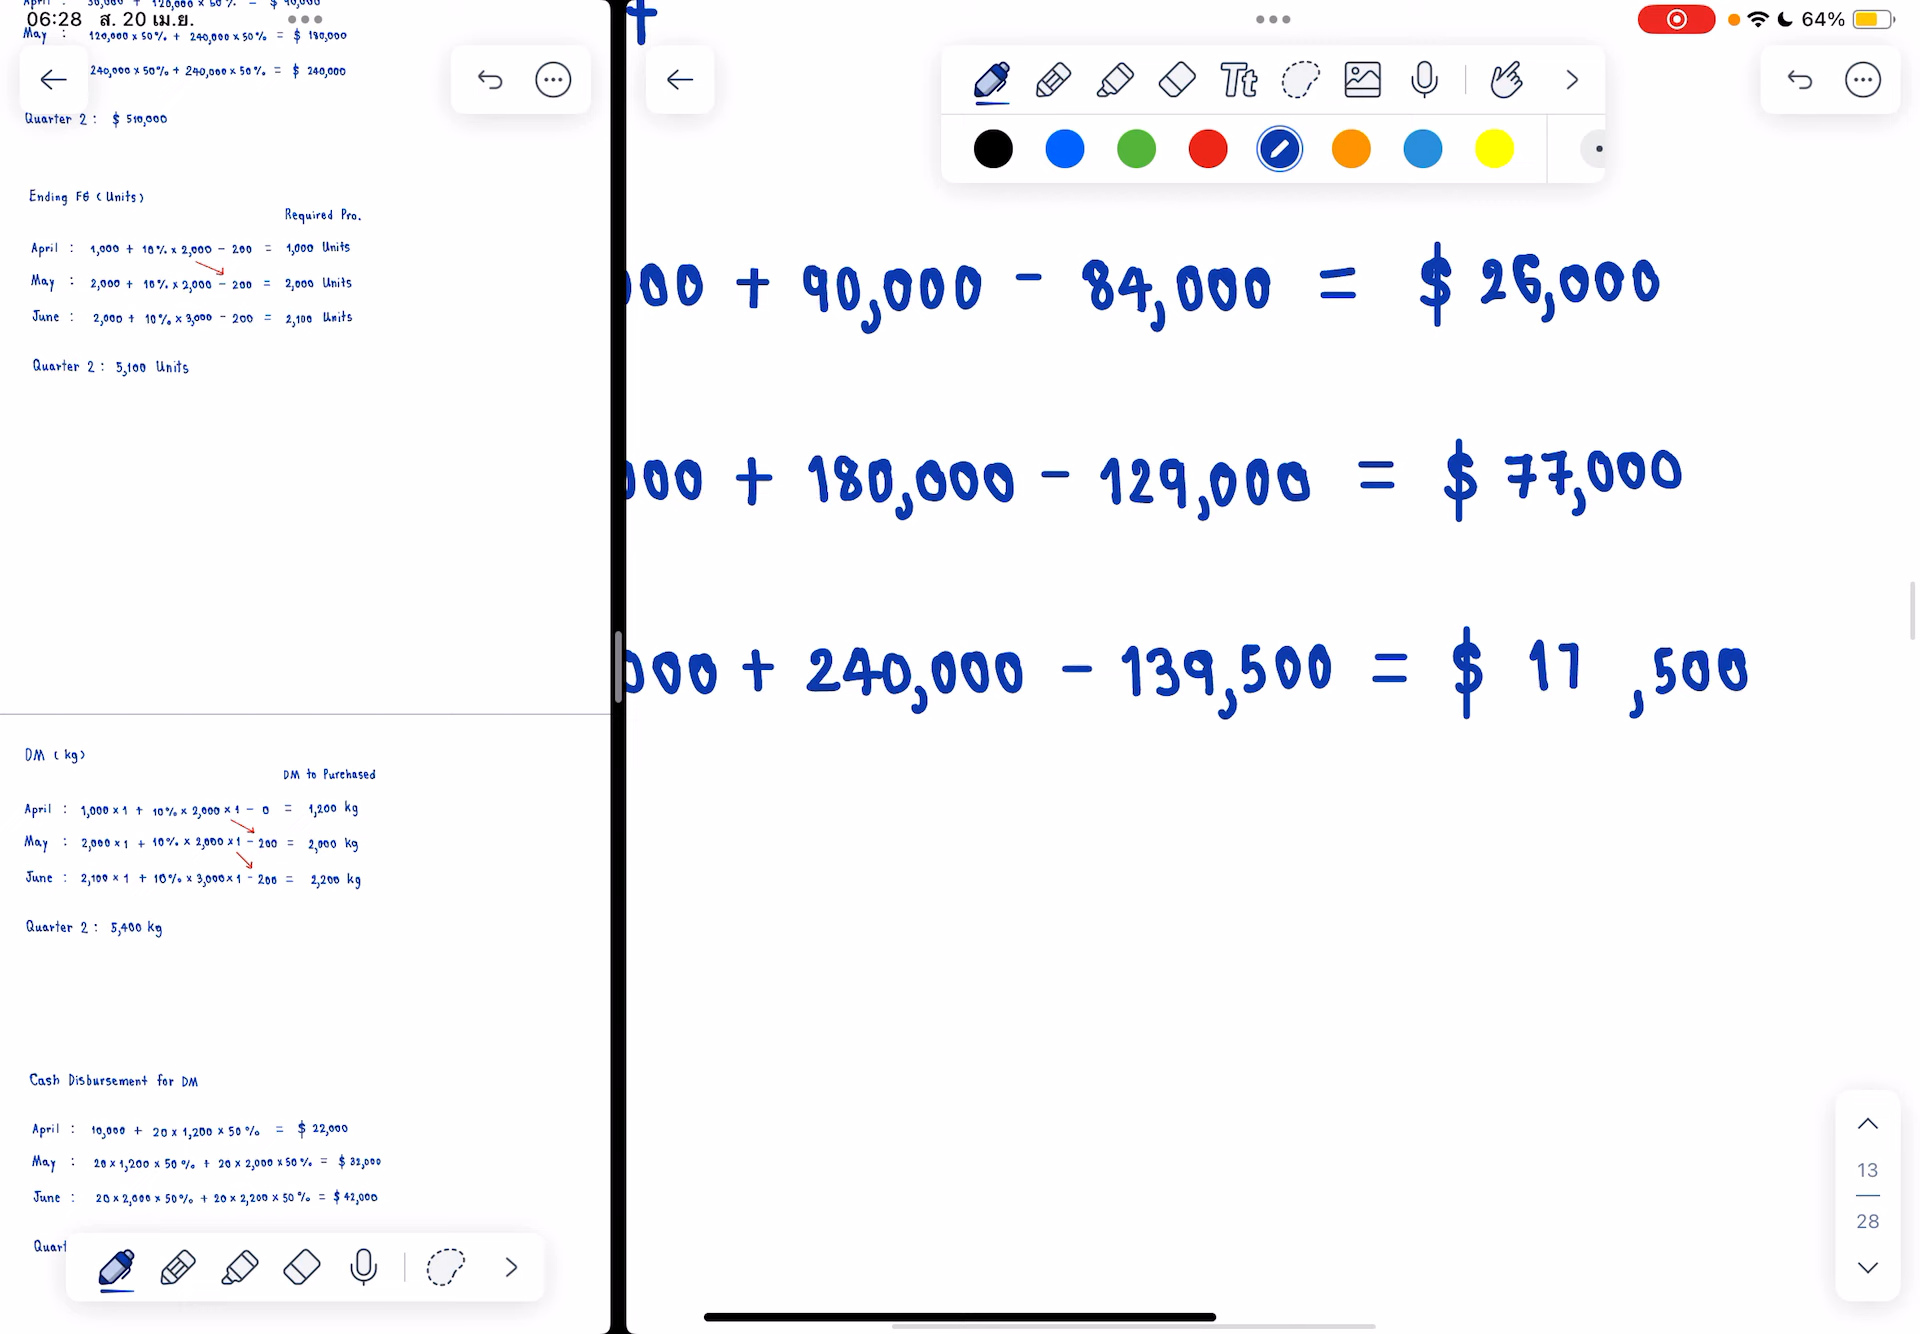 06:28 ส. 20 เม.ย.
May : 120,000 x 50% + 240,000 x 50% = $ 180,000
240,000 x 50% + 240,000 x 50% = $ 240,000
Quarter 2 : $ 510,000
Ending FG (Units)
Required Pro.
April : 1,000 + 10% x 2,000 - 200 = 1,000 Units
May : 2,000 + 10% x 2,000 - 200 = 2,000 Units
June : 2,000 + 10% x 3,000 - 200 = 2,100 Units
Quarter 2 : 5,100 Units
DM (kg)
DM to Purchased
April : 1,000 x 1 + 10% x 2,000 x 1 - 0 = 1,200 kg
May : 2,000 x 1 + 10% x 2,000 x 1 - 200 = 2,000 kg
June : 2,100 x 1 + 10% x 3,000 x 1 - 200 = 2,200 kg
Quarter 2 : 5,400 kg
Cash Disbursement for DM
April : 10,000 + 20 x 1,200 x 50% = $ 22,000
May : 20 x 1,200 x 50% + 20 x 2,000 x 50% = $ 32,000
June : 20 x 2,000 x 50% + 20 x 2,200 x 50% = $ 42,000
Quart
64%
Tt
00 + 90,000 - 84,000 = $ 26,000
00 + 180,000 - 129,000 = $ 77,000
000 + 240,000 - 139,500 = $ 17 ,500
13
28